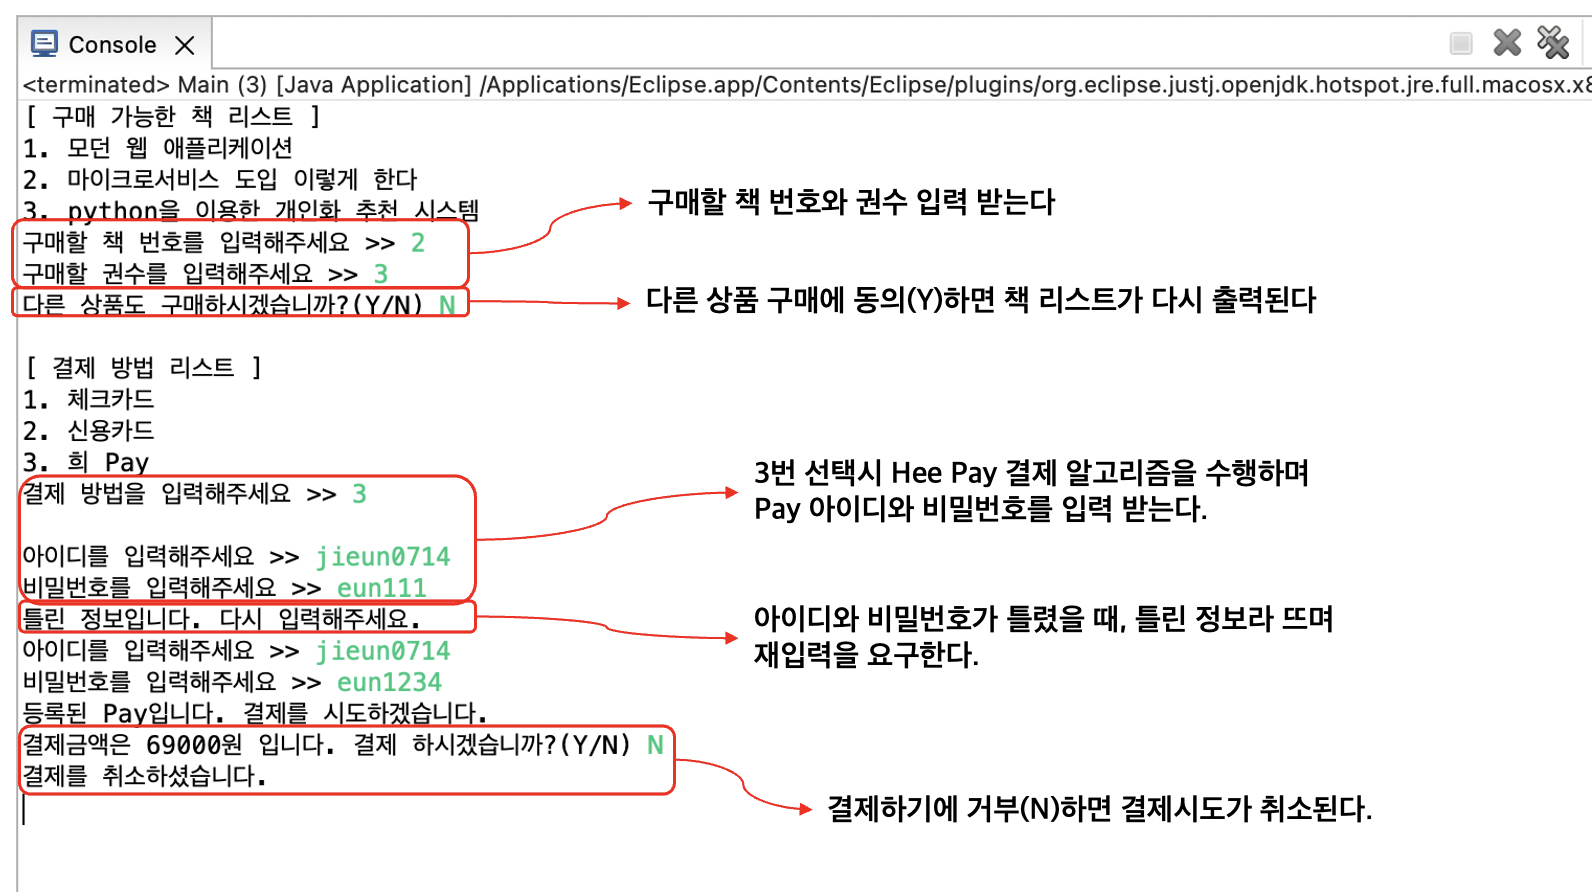 Console
<terminated> Main (3) [Java Application] /Applications/Eclipse.app/Contents/Eclipse/plugins/org.eclipse.justj.openjdk.hotspot.jre.full.macosx.x8
[ 구매 가능한 책 리스트 ]
1. 모던 웹 애플리케이션
2. 마이크로서비스 도입 이렇게 한다
3. python을 이용한 개인화 추천 시스템
구매할 책 번호와 권수 입력 받는다
구매할 책 번호를 입력해주세요 >> 2
구매할 권수를 입력해주세요 >> 3
다른 상품도 구매하시겠습니까?(Y/N) N
다른 상품 구매에 동의(Y)하면 책 리스트가 다시 출력된다
[ 결제 방법 리스트 ]
1. 체크카드
2. 신용카드
3. 희 Pay
결제 방법을 입력해주세요 >> 3
3번 선택시 Hee Pay 결제 알고리즘을 수행하며
Pay 아이디와 비밀번호를 입력 받는다.
아이디를 입력해주세요 >> jieun0714
비밀번호를 입력해주세요 >> eun111
틀린 정보입니다. 다시 입력해주세요.
아이디와 비밀번호가 틀렸을 때, 틀린 정보라 뜨며
재입력을 요구한다.
아이디를 입력해주세요 >> jieun0714
비밀번호를 입력해주세요 >> eun1234
등록된 Pay입니다. 결제를 시도하겠습니다.
결제금액은 69000원 입니다. 결제 하시겠습니까?(Y/N) N
결제를 취소하셨습니다.
결제하기에 거부(N)하면 결제시도가 취소된다.